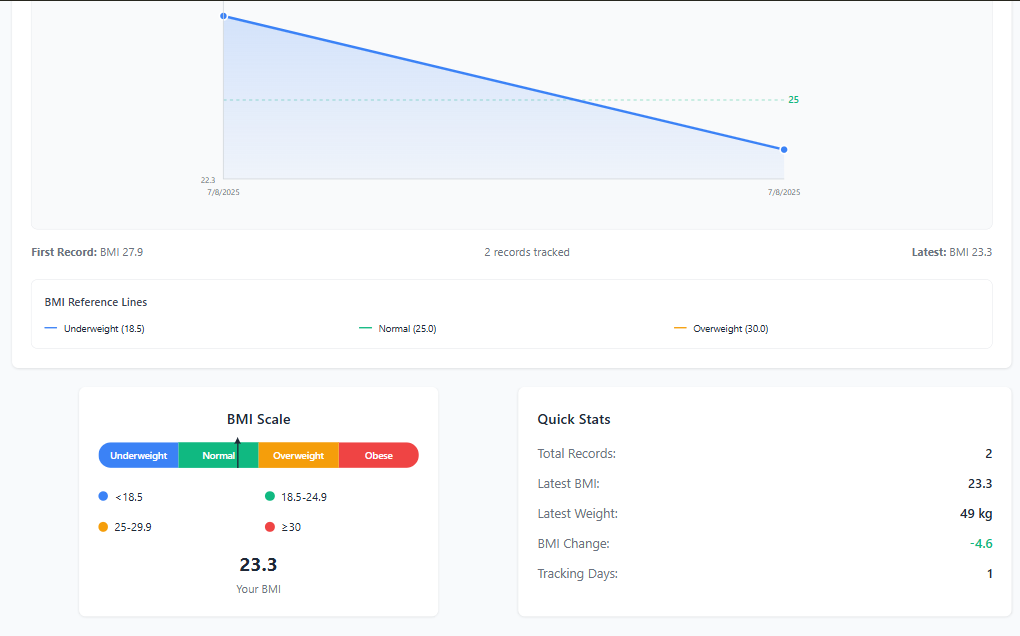 25
22.3
7/8/2025 7/8/2025
First Record: BMI 27.9 2 records tracked Latest: BMI 23.3
BMI Reference Lines
Underweight (18.5) Normal (25.0) Overweight (30.0)
BMI Scale
Underweight Normal Overweight Obese
<18.5 18.5-24.9
25-29.9 ≥30
23.3
Your BMI
Quick Stats
Total Records: 2
Latest BMI: 23.3
Latest Weight: 49 kg
BMI Change: -4.6
Tracking Days: 1